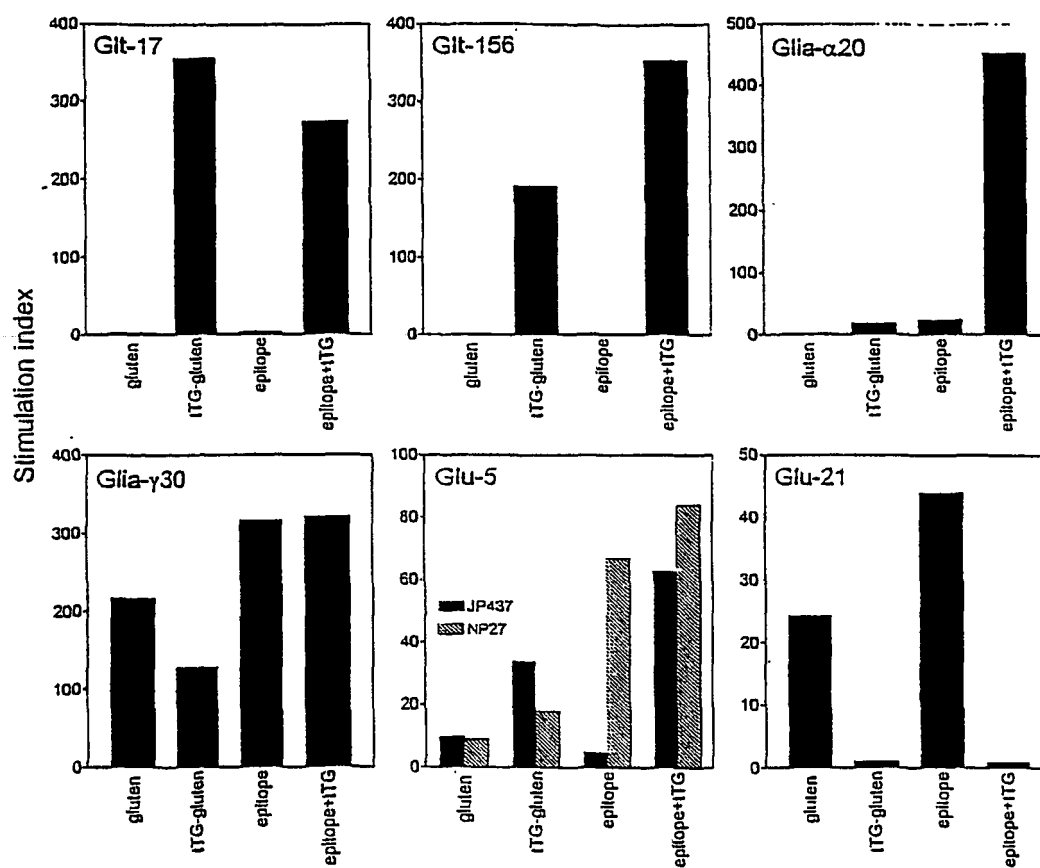 Stimulation index
Glt-17
400
300
200
100
0
gluten
tTG-gluten
epitope
epitope+tTG
Glt-156
400
300
200
100
0
gluten
tTG-gluten
epitope
epitope+tTG
Glia-α20
500
400
300
200
100
0
gluten
tTG-gluten
epitope
epitope+tTG
Glia-γ30
400
300
200
100
0
gluten
tTG-gluten
epitope
epitope+tTG
Glu-5
100
80
60
40
20
0
JP437
NP27
gluten
tTG-gluten
epitope
epitope+tTG
Glu-21
50
40
30
20
10
0
gluten
tTG-gluten
epitope
epitope+tTG